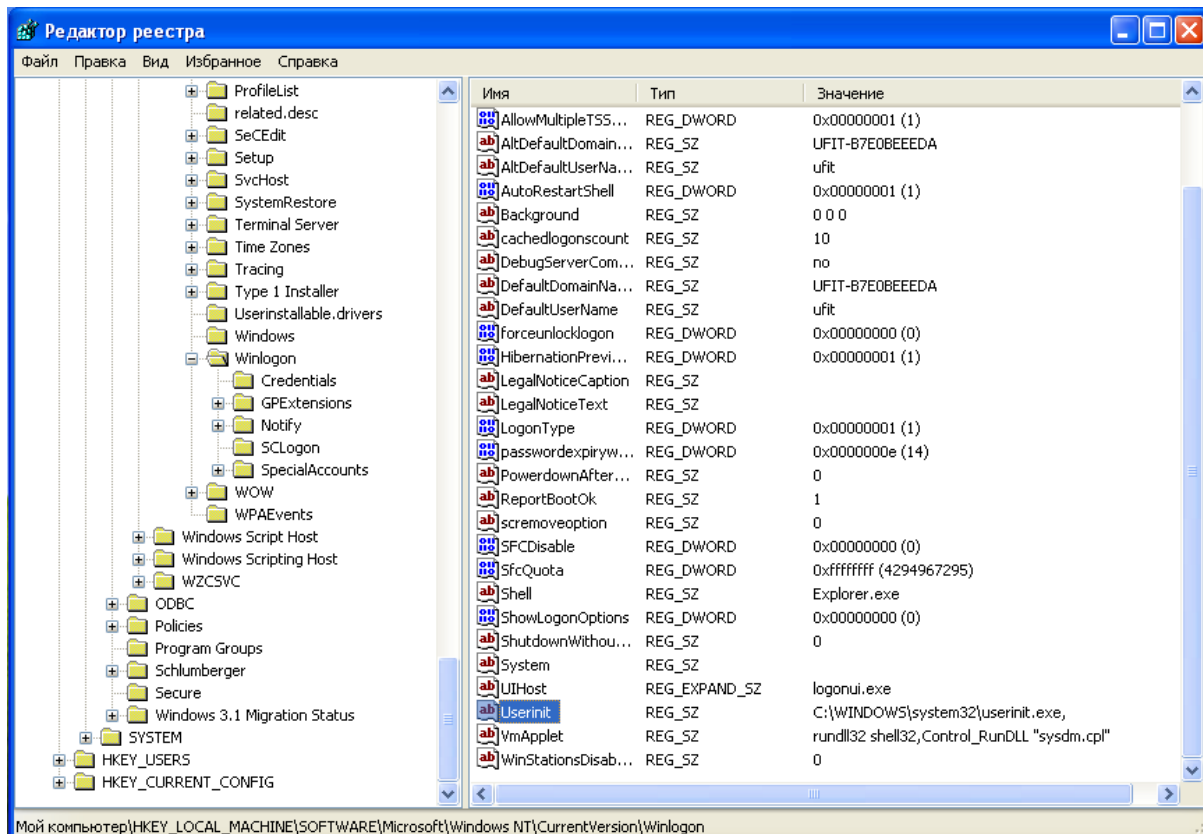 Редактор реестра
Файл Правка Вид Избранное Справка
ProfileList
related.desc
SeCEdit
Setup
SvcHost
SystemRestore
Terminal Server
Time Zones
Tracing
Type 1 Installer
Userinstallable.drivers
Windows
Winlogon
Credentials
GPExtensions
Notify
SCLogon
SpecialAccounts
WOW
WPAEvents
Windows Script Host
Windows Scripting Host
WZCSVC
ODBC
Policies
Program Groups
Schlumberger
Secure
Windows 3.1 Migration Status
SYSTEM
HKEY_USERS
HKEY_CURRENT_CONFIG
Имя Тип Значение
AllowMultipleTSS... REG_DWORD 0x00000001 (1)
AltDefaultDomain... REG_SZ UFIT-B7E0BEEEDA
AltDefaultUserNa... REG_SZ ufit
AutoRestartShell REG_DWORD 0x00000001 (1)
Background REG_SZ 0 0 0
cachedlogonscount REG_SZ 10
DebugServerCom... REG_SZ no
DefaultDomainNa... REG_SZ UFIT-B7E0BEEEDA
DefaultUserName REG_SZ ufit
forceunlocklogon REG_DWORD 0x00000000 (0)
HibernationPrevi... REG_DWORD 0x00000001 (1)
LegalNoticeCaption REG_SZ
LegalNoticeText REG_SZ
LogonType REG_DWORD 0x00000001 (1)
passwordexpiryw... REG_DWORD 0x0000000e (14)
PowerdownAfter... REG_SZ 0
ReportBootOk REG_SZ 1
scremoveoption REG_SZ 0
SFCDisable REG_DWORD 0x00000000 (0)
SfcQuota REG_DWORD 0xffffffff (4294967295)
Shell REG_SZ Explorer.exe
ShowLogonOptions REG_DWORD 0x00000000 (0)
ShutdownWithou... REG_SZ 0
System REG_SZ
UIHost REG_EXPAND_SZ logonui.exe
Userinit REG_SZ C:\WINDOWS\system32\userinit.exe,
VmApplet REG_SZ rundll32 shell32,Control_RunDLL "sysdm.cpl"
WinStationsDisab... REG_SZ 0
Мой компьютер\HKEY_LOCAL_MACHINE\SOFTWARE\Microsoft\Windows NT\CurrentVersion\Winlogon